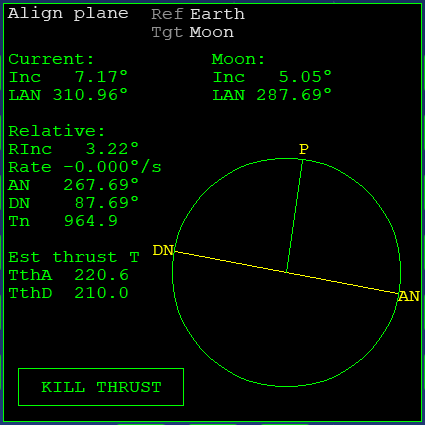 Align plane Ref Earth
Tgt Moon
Current: Moon:
Inc 7.17° Inc 5.05°
LAN 310.96° LAN 287.69°
Relative:
RInc 3.22°
Rate -0.000°/s
AN 267.69°
DN 87.69°
Tn 964.9
P
DN
Est thrust T
TthA 220.6
TthD 210.0
AN
KILL THRUST